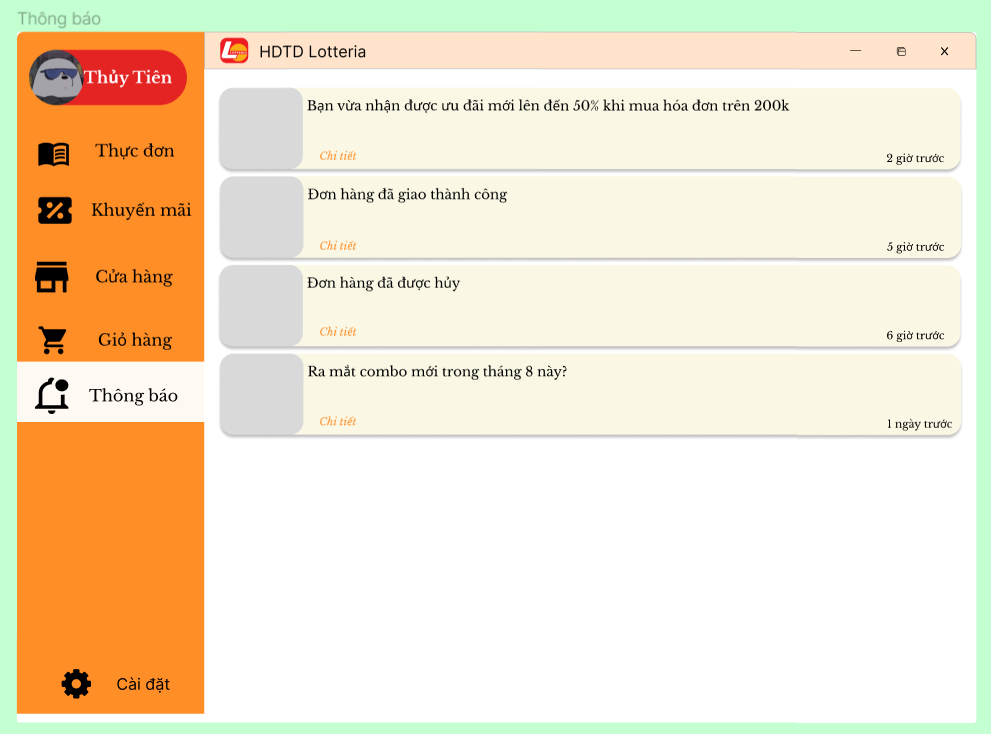 Thông báo
Thủy Tiên
Thực đơn
Khuyến mãi
Cửa hàng
Giỏ hàng
Thông báo
Cài đặt
HDTD Lotteria
Bạn vừa nhận được ưu đãi mới lên đến 50% khi mua hóa đơn trên 200k
Chi tiết
2 giờ trước
Đơn hàng đã giao thành công
Chi tiết
5 giờ trước
Đơn hàng đã được hủy
Chi tiết
6 giờ trước
Ra mắt combo mới trong tháng 8 này?
Chi tiết
1 ngày trước